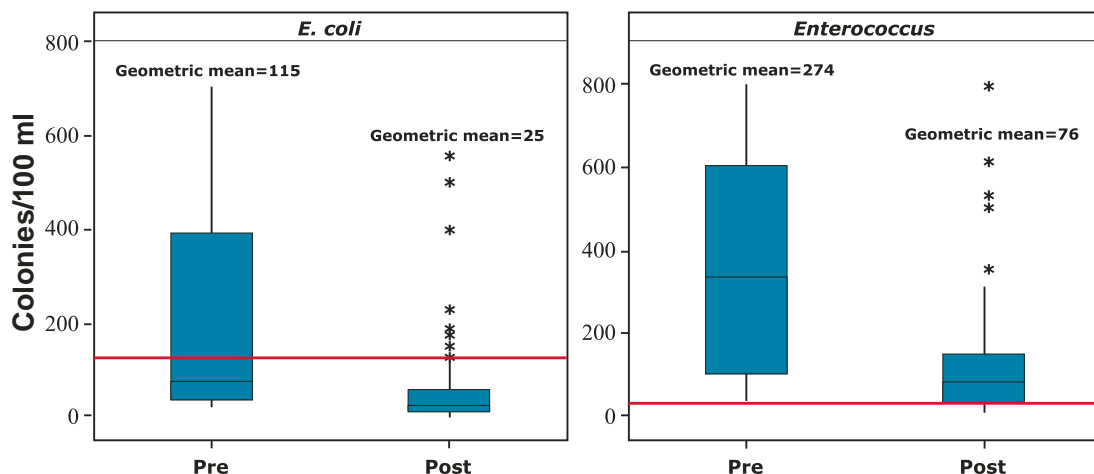 E. coli
Enterococcus
Colonies/100 ml
800
600
400
200
0
Geometric mean=115
Geometric mean=25
Pre
Post
800
600
400
200
0
Geometric mean=274
Geometric mean=76
Pre
Post